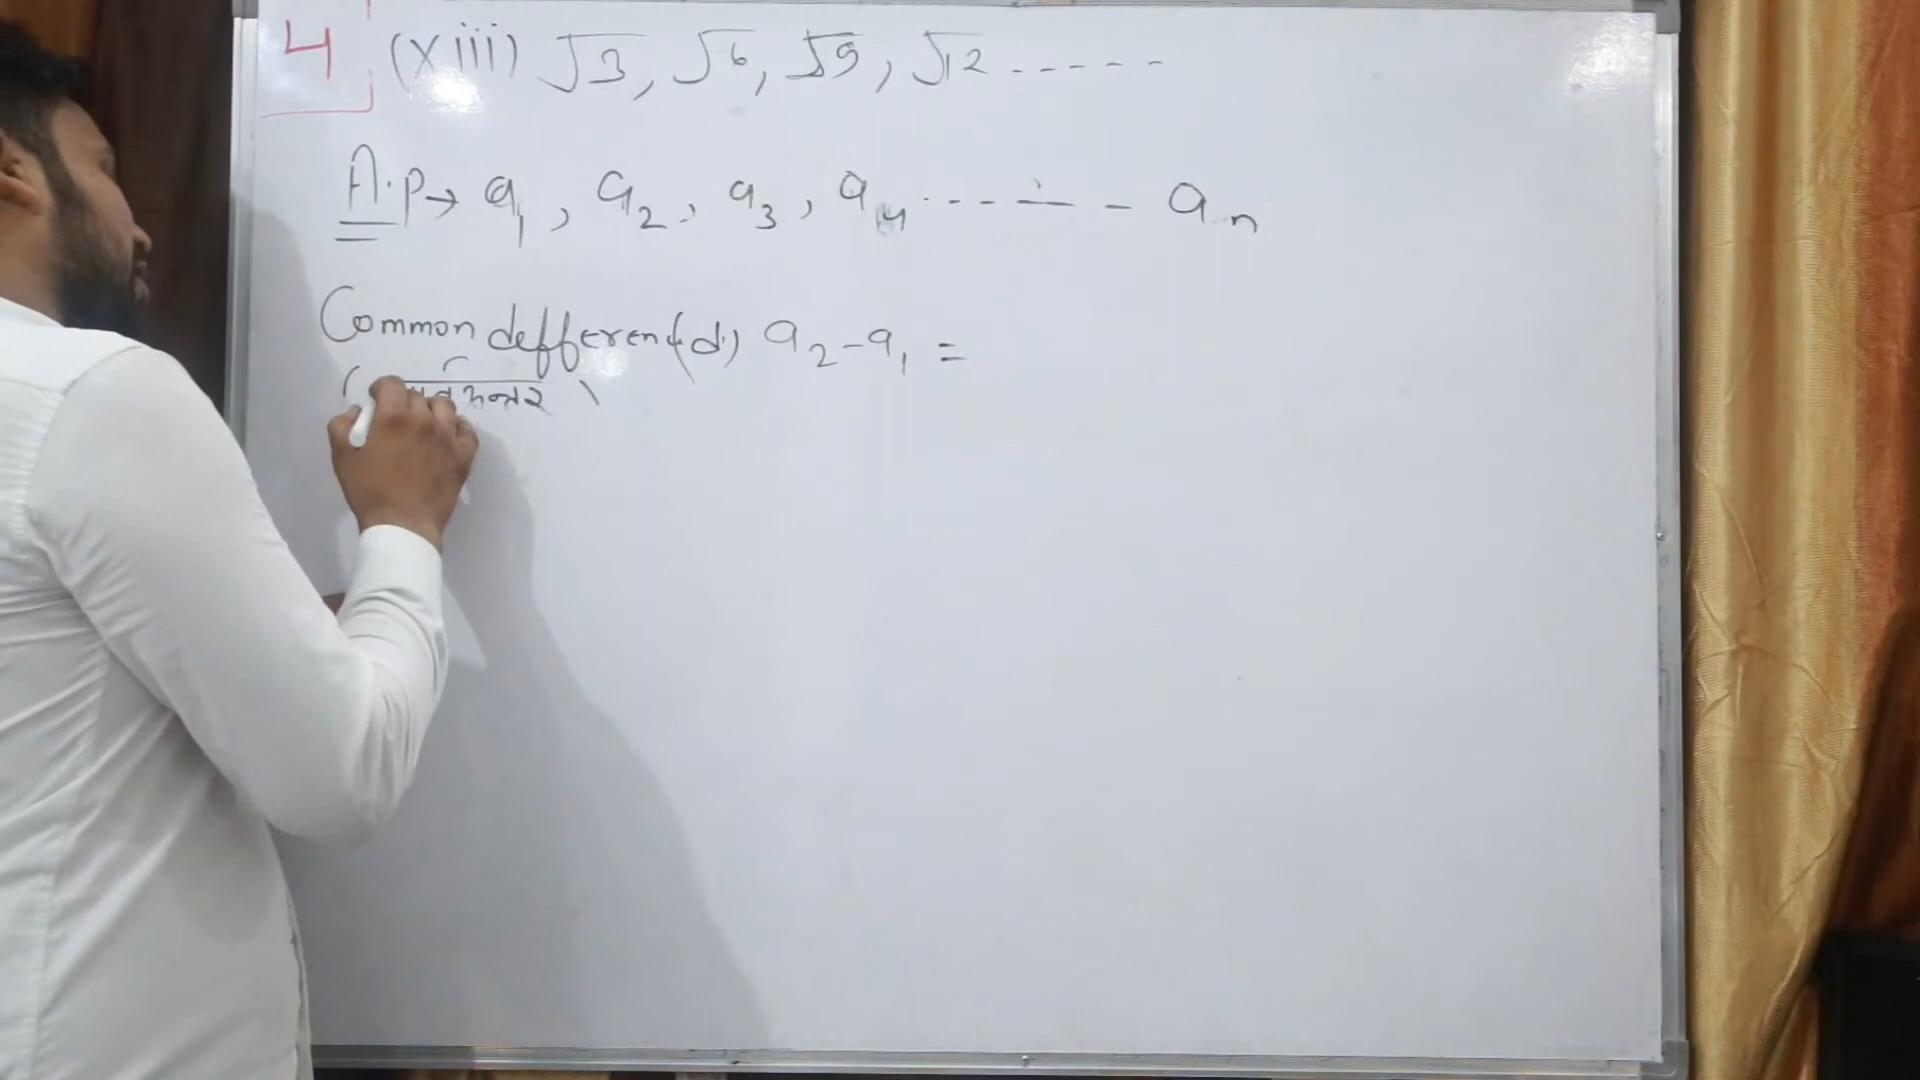 4 (xiii) √3, √6, √9, √12 -----
A.P→ a₁, a₂, a₃, a₄ ------ aₙ
Common defferen(d) a₂-a₁ =